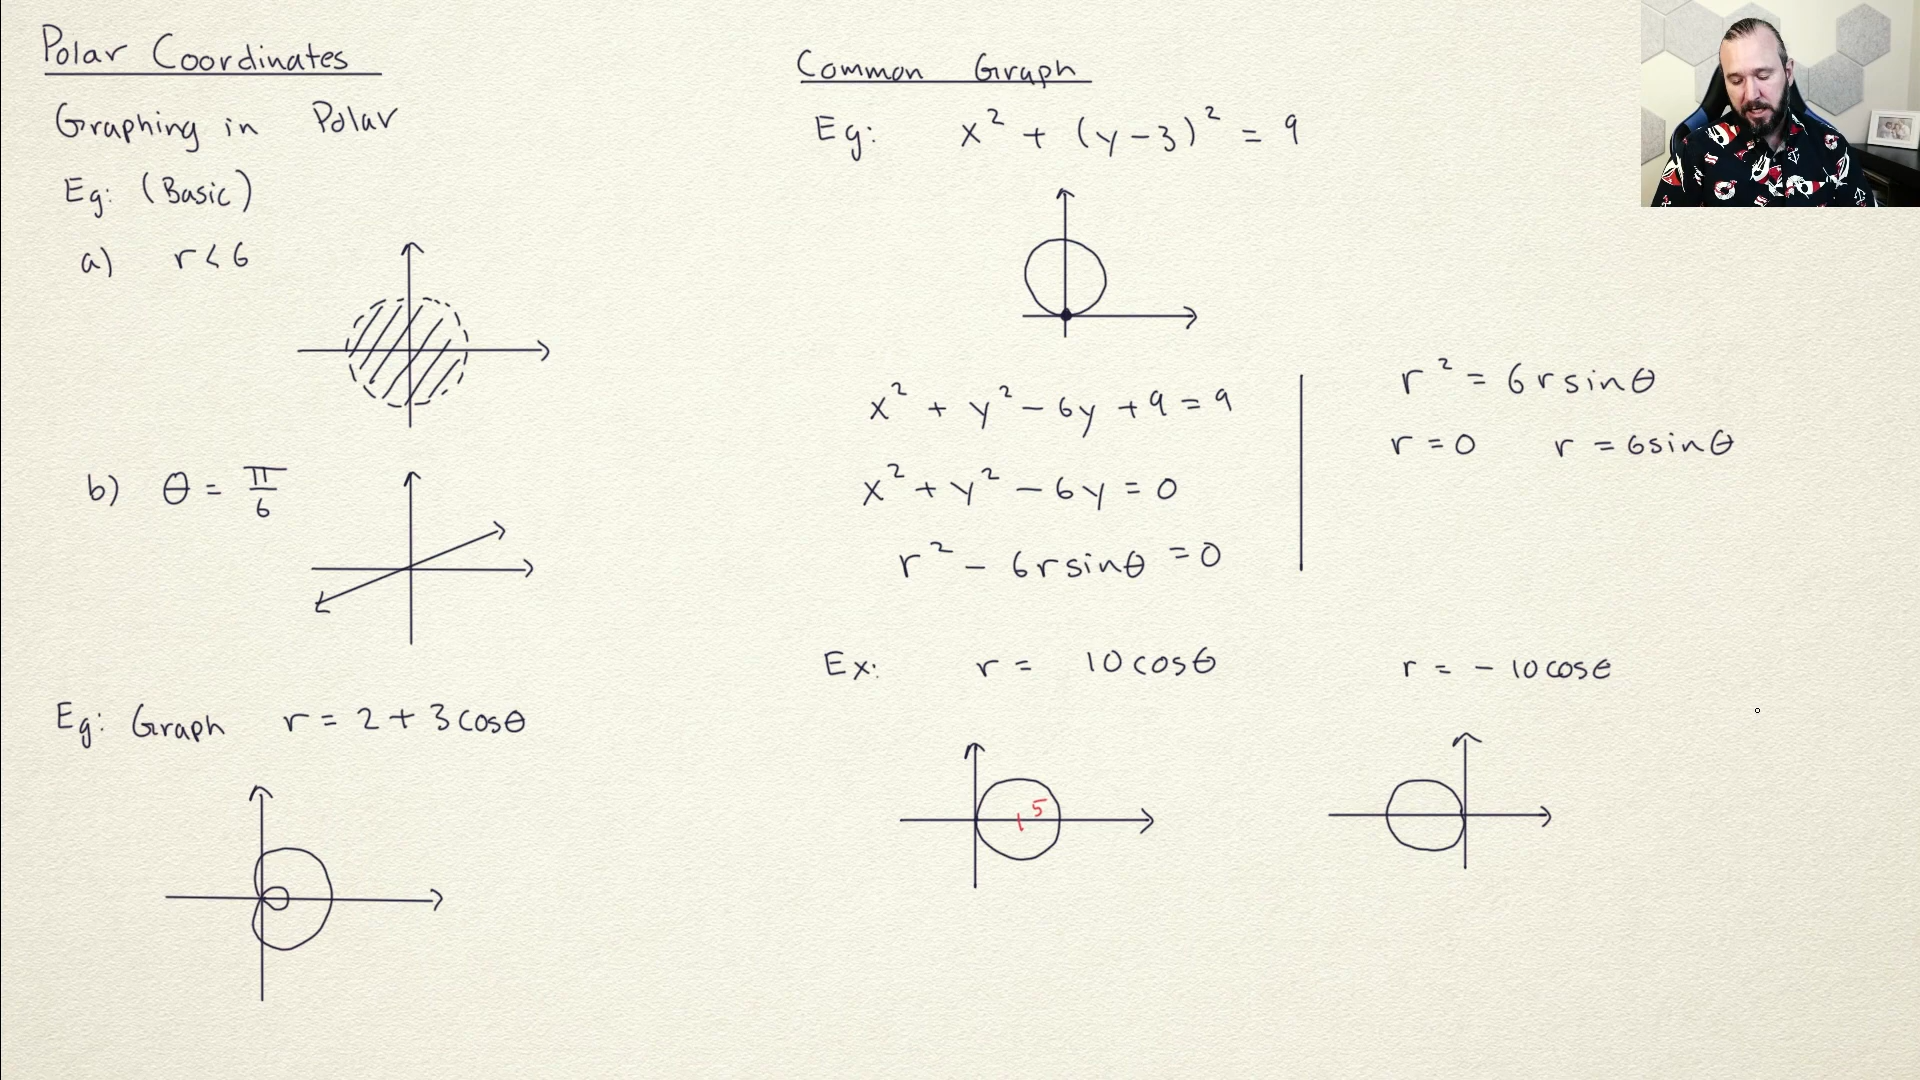 Polar Coordinates
Graphing in Polar
Eg: (Basic)
a) r < 6
b) θ = π/6
Eg: Graph r = 2 + 3 cosθ
Common Graph
Eg: x² + (y - 3)² = 9
x² + y² - 6y + 9 = 9
x² + y² - 6y = 0
r² - 6r sinθ = 0
r² = 6r sinθ
r = 0 r = 6 sinθ
Ex: r = 10 cosθ r = - 10 cosθ
5